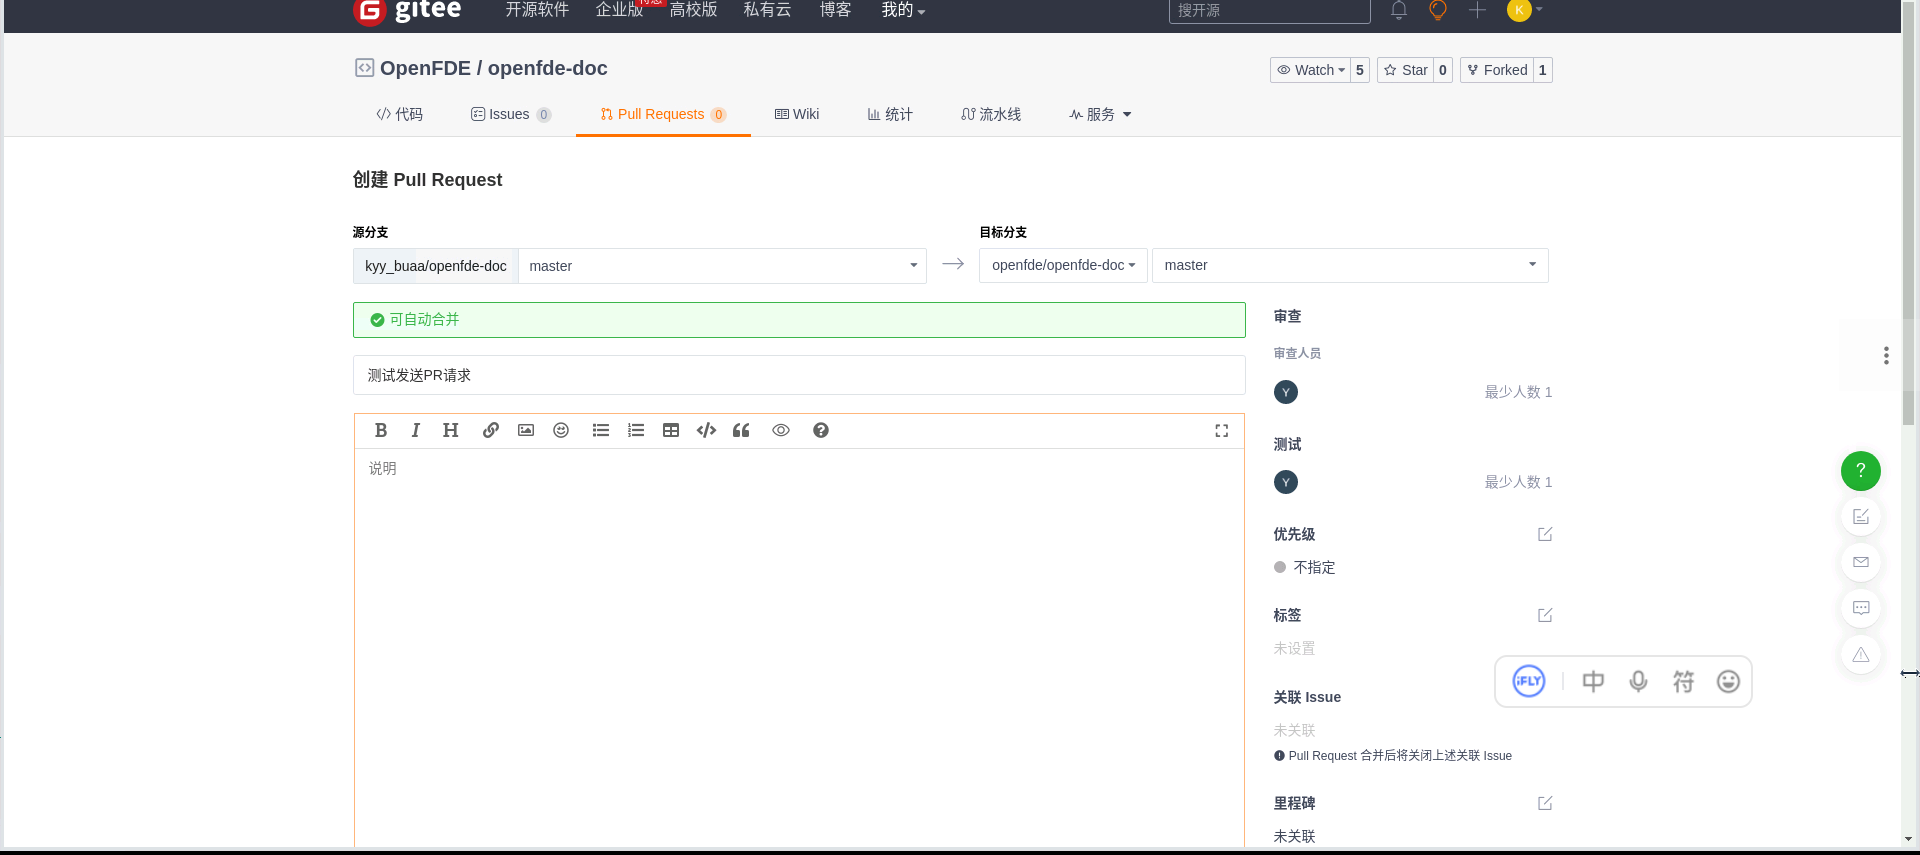 gitee 开源软件 企业版 高校版 私有云 博客 我的 搜开源 K
OpenFDE / openfde-doc Watch 5 Star 0 Forked 1
代码 Issues 0 Pull Requests 0 Wiki 统计 流水线 服务
创建 Pull Request
源分支 目标分支
kyy_buaa/openfde-doc master openfde/openfde-doc master
可自动合并
测试发送PR请求
B I H
说明
审查
审查人员
Y 最少人数 1
测试
Y 最少人数 1
优先级
不指定
标签
未设置
iFLY 中 符
关联 Issue
未关联
Pull Request 合并后将关闭上述关联 Issue
里程碑
未关联
?